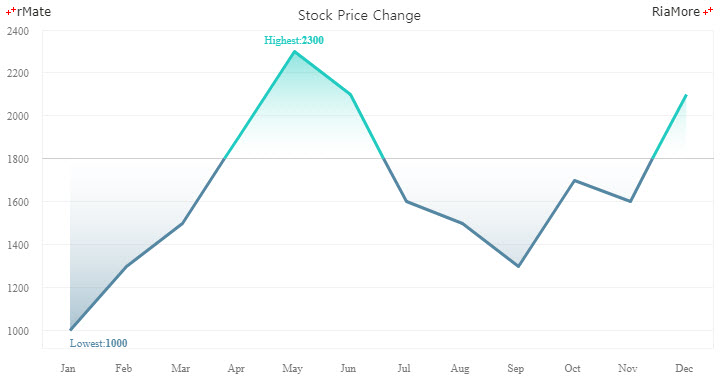 rMate
Stock Price Change
RiaMore
2400
Highest:2300
2200
2000
1800
1600
1400
1200
1000
Lowest:1000
Jan Feb Mar Apr May Jun Jul Aug Sep Oct Nov Dec